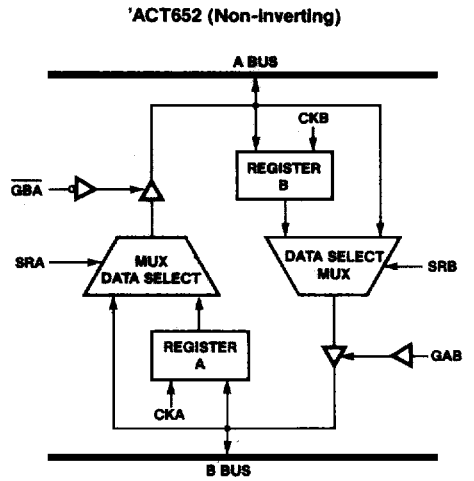 'ACT652 (Non-inverting)
A BUS
CKB
REGISTER
B
GBA
MUX
DATA SELECT
SRA
DATA SELECT
MUX
SRB
REGISTER
A
GAB
CKA
B BUS